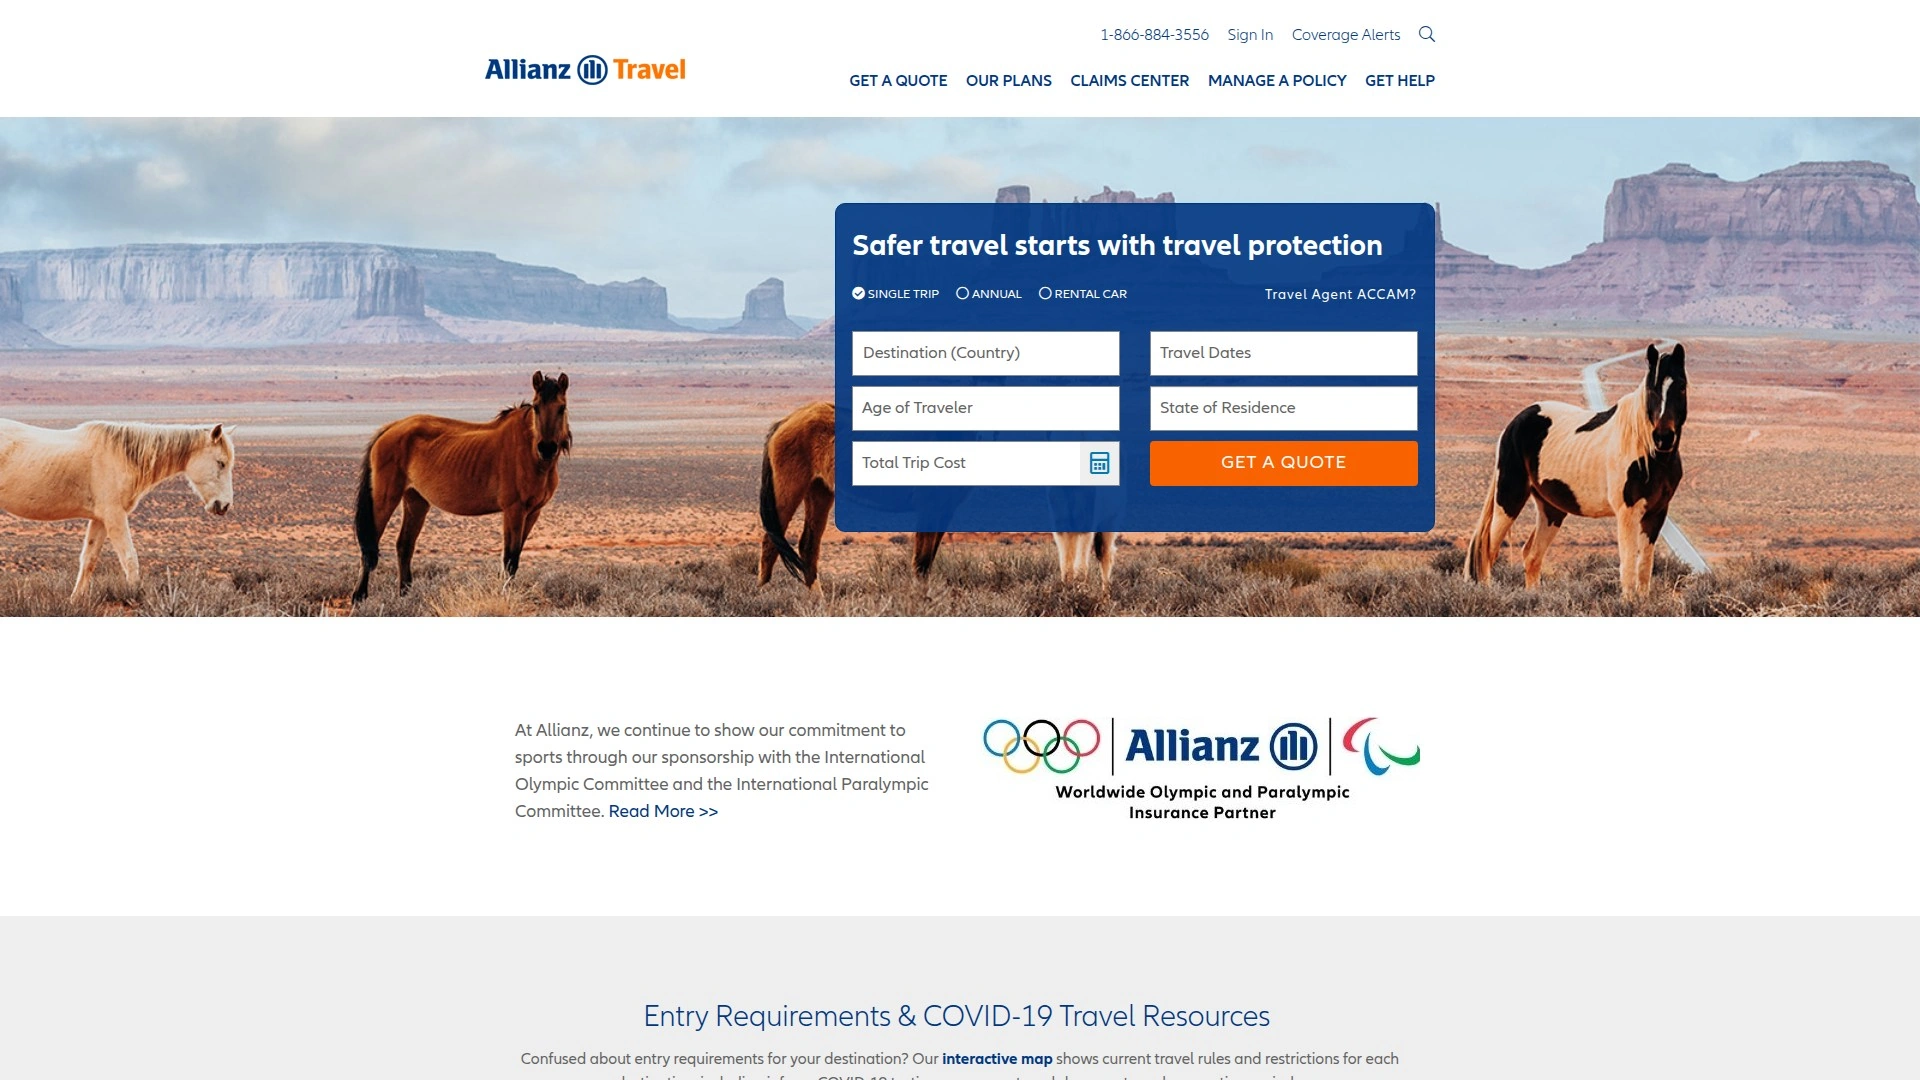 1-866-884-3556 Sign In Coverage Alerts
Allianz Travel
GET A QUOTE OUR PLANS CLAIMS CENTER MANAGE A POLICY GET HELP
Safer travel starts with travel protection
SINGLE TRIP ANNUAL RENTAL CAR Travel Agent ACCAM?
Destination (Country) Travel Dates
Age of Traveler State of Residence
Total Trip Cost GET A QUOTE
At Allianz, we continue to show our commitment to
sports through our sponsorship with the International
Olympic Committee and the International Paralympic
Committee. Read More >>
Allianz
Worldwide Olympic and Paralympic
Insurance Partner
Entry Requirements & COVID-19 Travel Resources
Confused about entry requirements for your destination? Our interactive map shows current travel rules and restrictions for each